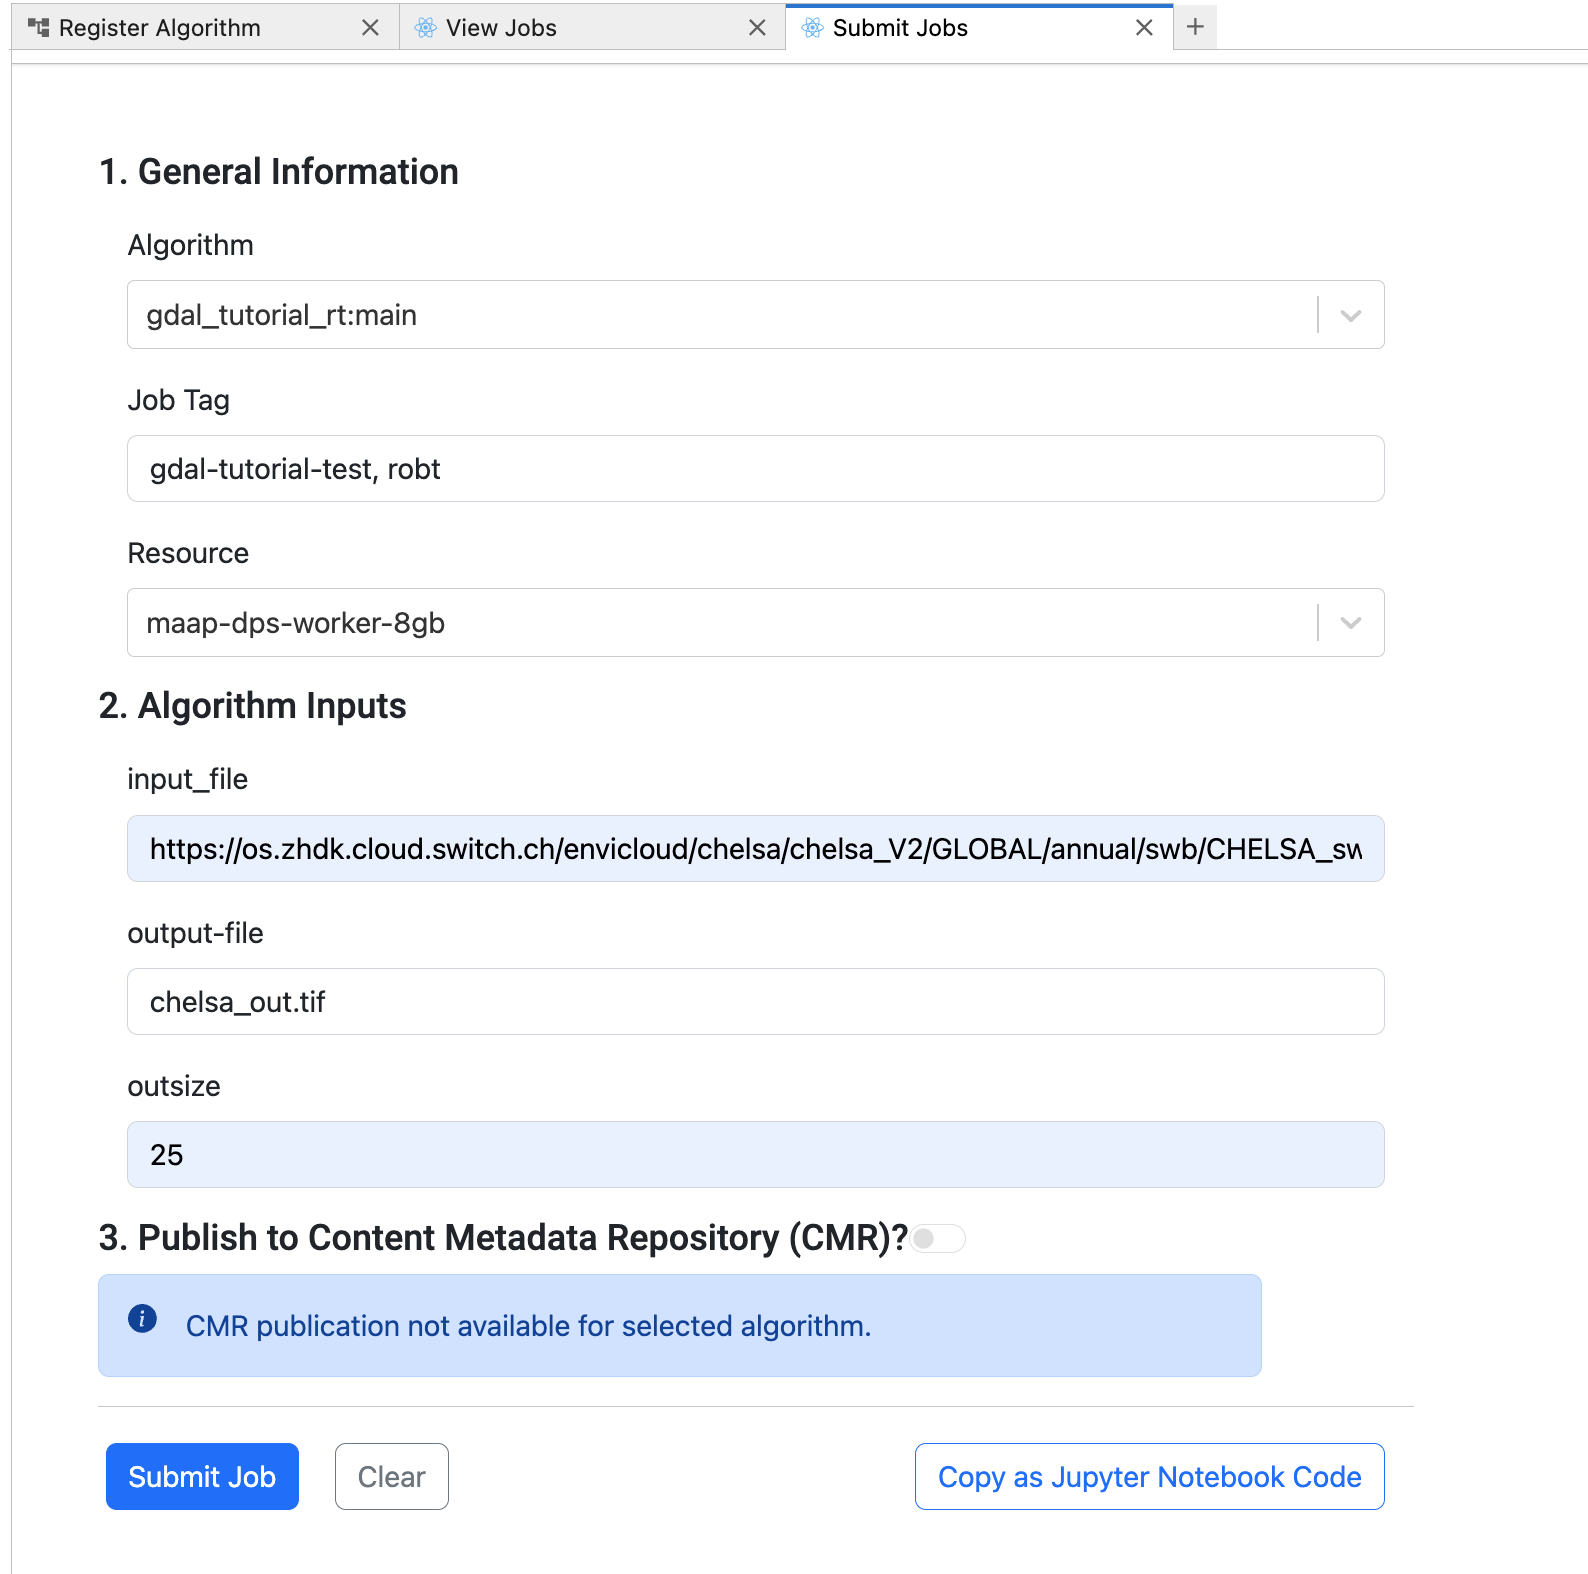 Register Algorithm
View Jobs
Submit Jobs
1. General Information
Algorithm
gdal_tutorial_rt:main
Job Tag
gdal-tutorial-test, robt
Resource
maap-dps-worker-8gb
2. Algorithm Inputs
input_file
https://os.zhdk.cloud.switch.ch/envicloud/chelsa/chelsa_V2/GLOBAL/annual/swb/CHELSA_sw
output-file
chelsa_out.tif
outsize
25
3. Publish to Content Metadata Repository (CMR)?
CMR publication not available for selected algorithm.
Submit Job
Clear
Copy as Jupyter Notebook Code